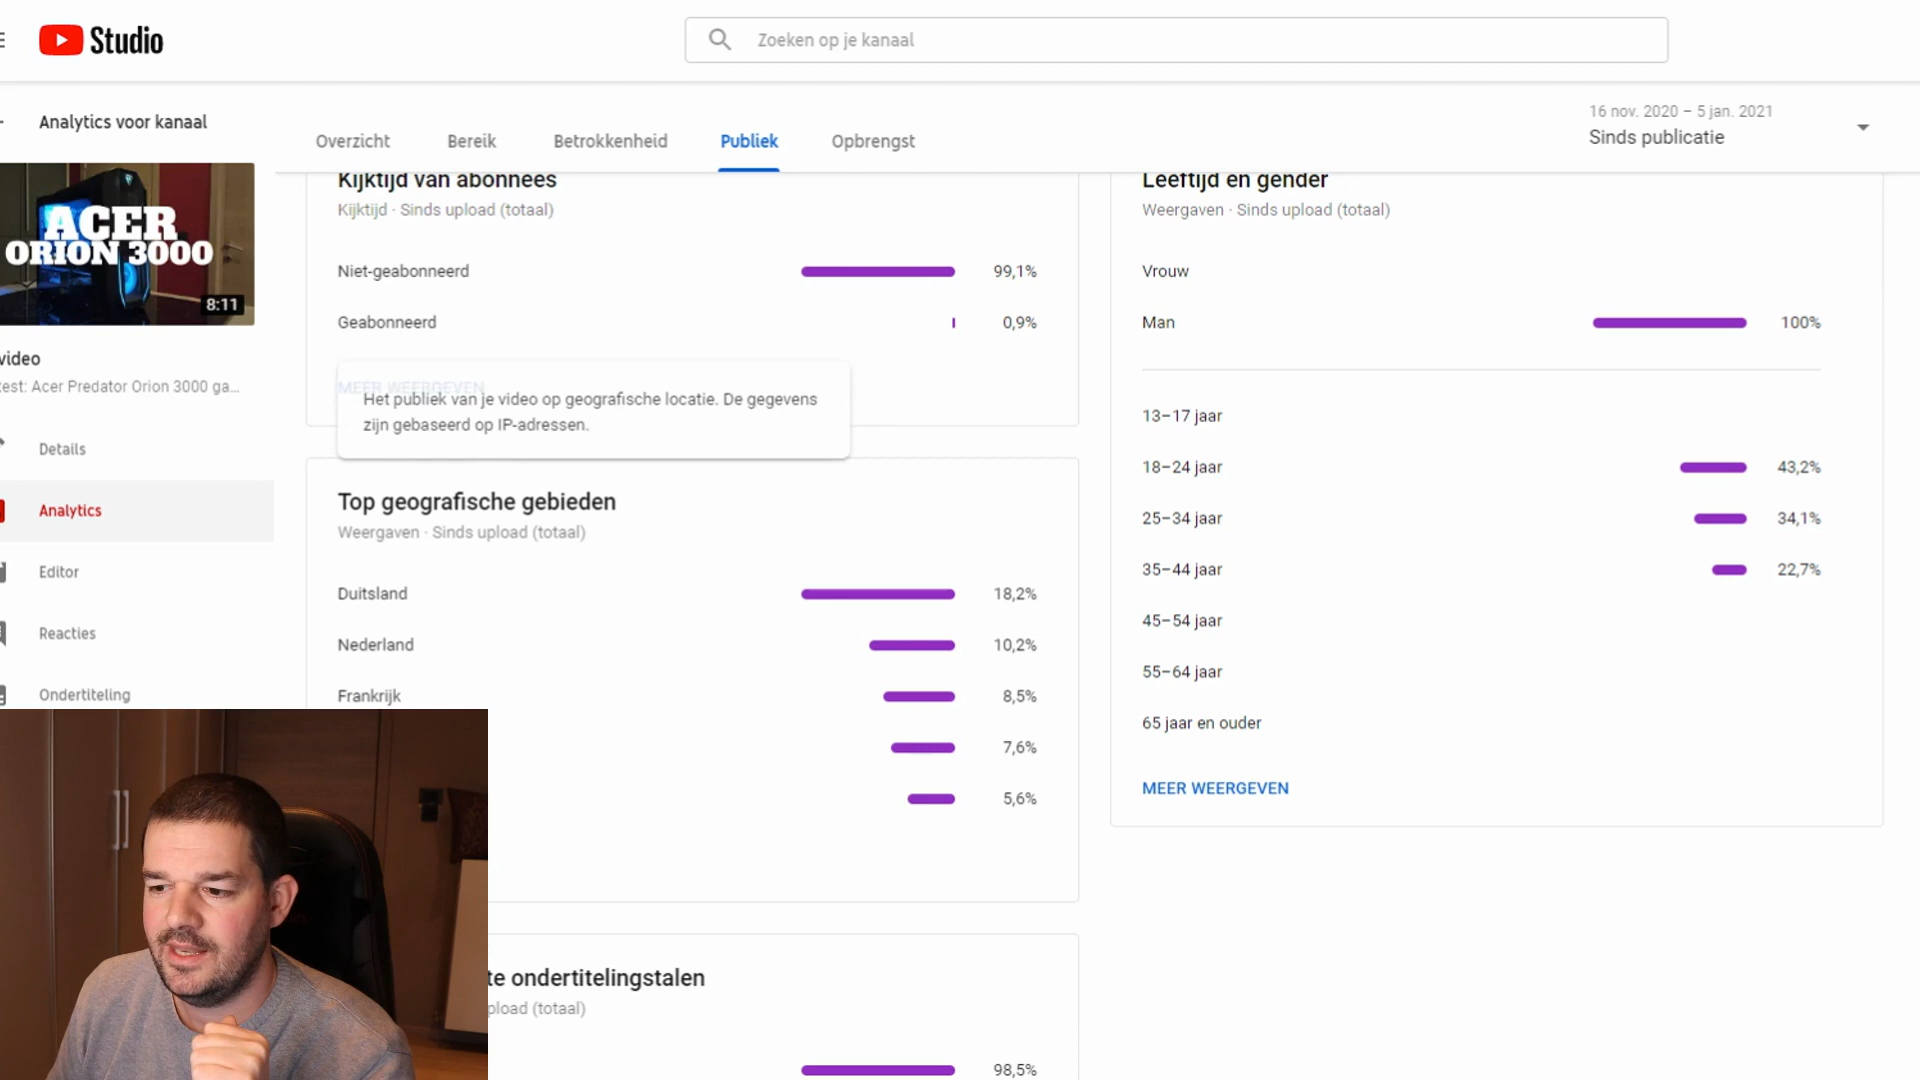 Studio
Zoeken op je kanaal
Analytics voor kanaal
Overzicht
Bereik
Betrokkenheid
Publiek
Opbrengst
16 nov. 2020 – 5 jan. 2021
Sinds publicatie
ACER
ORION 3000
8:11
video
est: Acer Predator Orion 3000 ga...
Details
Analytics
Editor
Reacties
Ondertiteling
Kijktijd van abonnees
Kijktijd · Sinds upload (totaal)
Niet-geabonneerd 99,1%
Geabonneerd 0,9%
MEER WEERGEVEN
Het publiek van je video op geografische locatie. De gegevens
zijn gebaseerd op IP-adressen.
Top geografische gebieden
Weergaven · Sinds upload (totaal)
Duitsland 18,2%
Nederland 10,2%
Frankrijk 8,5%
7,6%
5,6%
te ondertitelingstalen
pload (totaal)
98,5%
Leeftijd en gender
Weergaven · Sinds upload (totaal)
Vrouw
Man 100%
13–17 jaar
18–24 jaar 43,2%
25–34 jaar 34,1%
35–44 jaar 22,7%
45–54 jaar
55–64 jaar
65 jaar en ouder
MEER WEERGEVEN